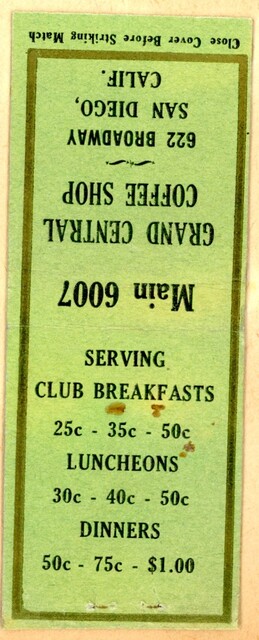 Close Cover Before Striking Match
Main 6007
GRAND CENTRAL
COFFEE SHOP
622 BROADWAY
SAN DIEGO,
CALIF.
SERVING
CLUB BREAKFASTS
25c - 35c - 50c
LUNCHEONS
30c - 40c - 50c
DINNERS
50c - 75c - $1.00